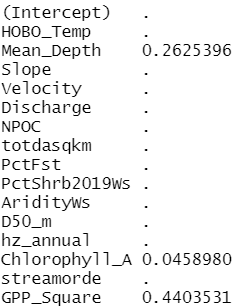 (Intercept) .
HOBO_Temp .
Mean_Depth 0.2625396
Slope .
Velocity .
Discharge .
NPOC .
totdasqkm .
PctFst .
PctShrb2019Ws .
AridityWs .
D50_m .
hz_annual .
Chlorophyll_A 0.0458980
streamorde .
GPP_Square 0.4403531